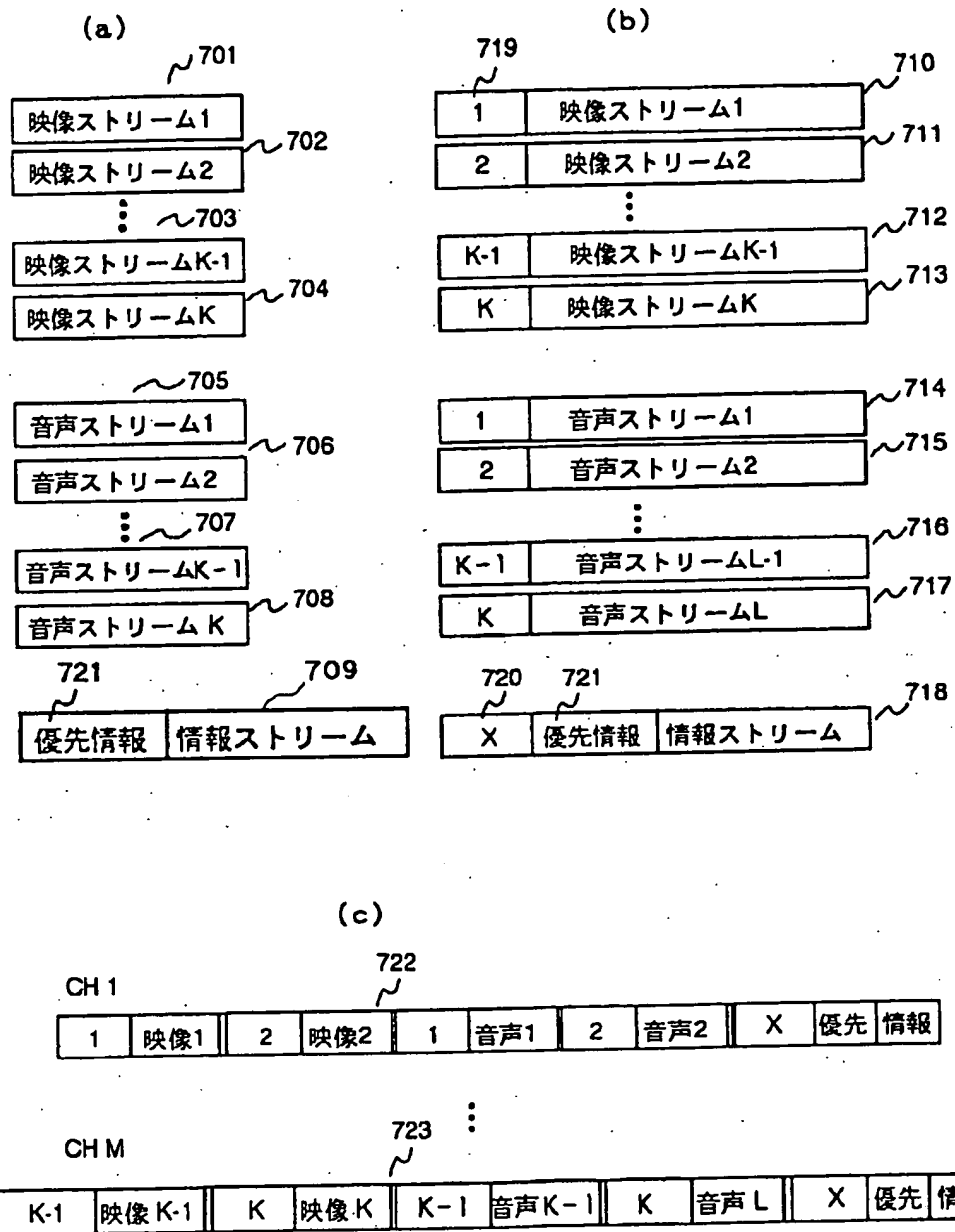 (a)
701
映像ストリーム1
702
映像ストリーム2
703
映像ストリームK-1
704
映像ストリームK
705
音声ストリーム1
706
音声ストリーム2
707
音声ストリームK-1
708
音声ストリームK
721 709
優先情報 情報ストリーム
(b)
719 710
1 映像ストリーム1
711
2 映像ストリーム2
712
K-1 映像ストリームK-1
713
K 映像ストリームK
714
1 音声ストリーム1
715
2 音声ストリーム2
716
K-1 音声ストリームL-1
717
K 音声ストリームL
720 721 718
X 優先情報 情報ストリーム
(c)
CH 1 722
1 映像1 2 映像2 1 音声1 2 音声2 X 優先 情報
CH M 723
K-1 映像K-1 K 映像K K-1 音声K-1 K 音声L X 優先